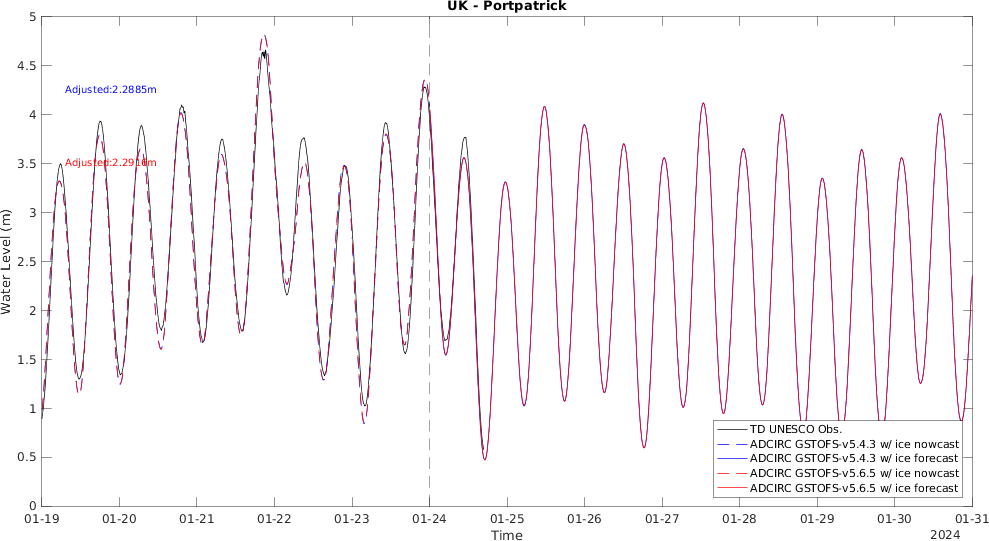 UK - Portpatrick
5
4.5
4
3.5
3
2.5
2
1.5
1
0.5
0
Water Level (m)
Adjusted:2.2885m
Adjusted:2.2916m
TD UNESCO Obs.
ADCIRC GSTOFS-v5.4.3 w/ ice nowcast
ADCIRC GSTOFS-v5.4.3 w/ ice forecast
ADCIRC GSTOFS-v5.6.5 w/ ice nowcast
ADCIRC GSTOFS-v5.6.5 w/ ice forecast
01-19 01-20 01-21 01-22 01-23 01-24 01-25 01-26 01-27 01-28 01-29 01-30 01-31
Time
2024